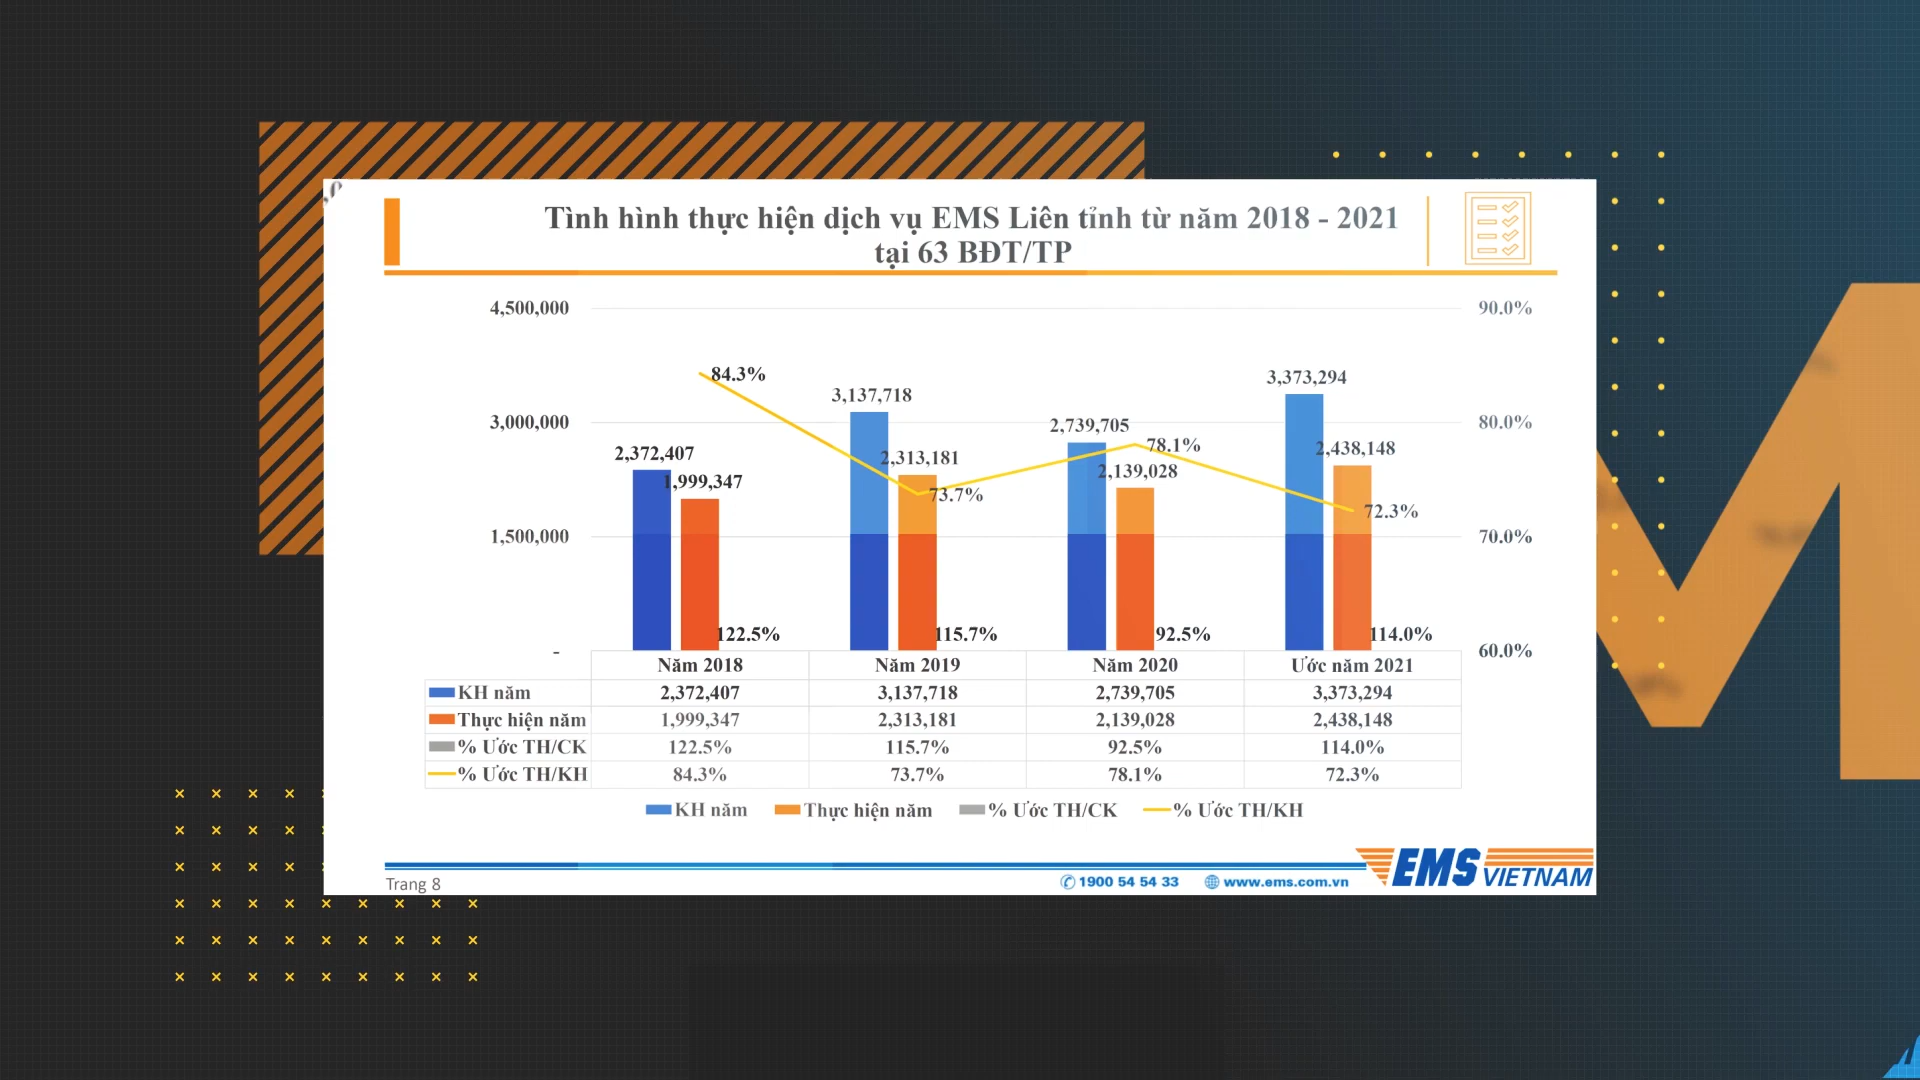 Tình hình thực hiện dịch vụ EMS Liên tỉnh từ năm 2018 - 2021
tại 63 BĐT/TP
4,500,000
90.0%
84.3%
3,373,294
3,137,718
3,000,000
2,739,705
80.0%
78.1%
2,438,148
2,372,407
2,313,181
2,139,028
1,999,347
73.7%
72.3%
1,500,000
70.0%
122.5%
115.7%
92.5%
114.0%
-
60.0%
Năm 2018 Năm 2019 Năm 2020 Ước năm 2021
KH năm 2,372,407 3,137,718 2,739,705 3,373,294
Thực hiện năm 1,999,347 2,313,181 2,139,028 2,438,148
% Ước TH/CK 122.5% 115.7% 92.5% 114.0%
% Ước TH/KH 84.3% 73.7% 78.1% 72.3%
KH năm Thực hiện năm % Ước TH/CK % Ước TH/KH
Trang 8
1900 54 54 33
www.ems.com.vn
EMS VIETNAM